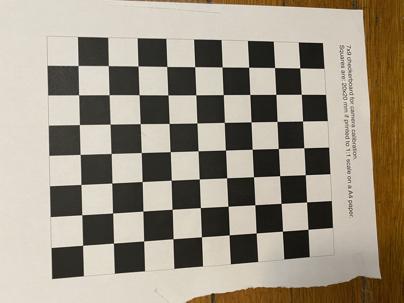 7x9 checkerboard for camera calibration.
Squares are: 20x20 mm if printed to 1:1 scale on a A4 paper.